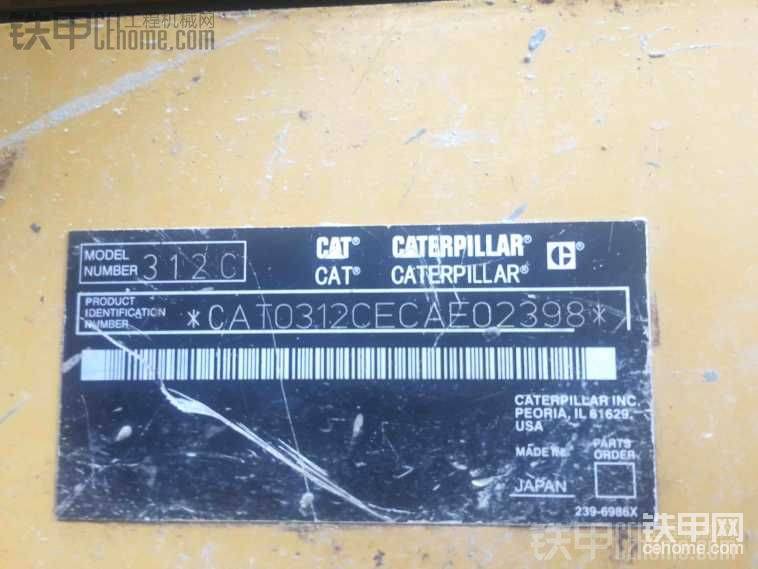 铁甲 工程机械网
cehome.com
MODEL
NUMBER 312C
CAT® CATERPILLAR®
CAT® CATERPILLAR®
PRODUCT
IDENTIFICATION
NUMBER
*CAT0312CECAE02398*
CATERPILLAR INC.
PEORIA, IL 61629
USA
MADE IN
JAPAN
PARTS
ORDER
239-6986X
铁甲网
cehome.com